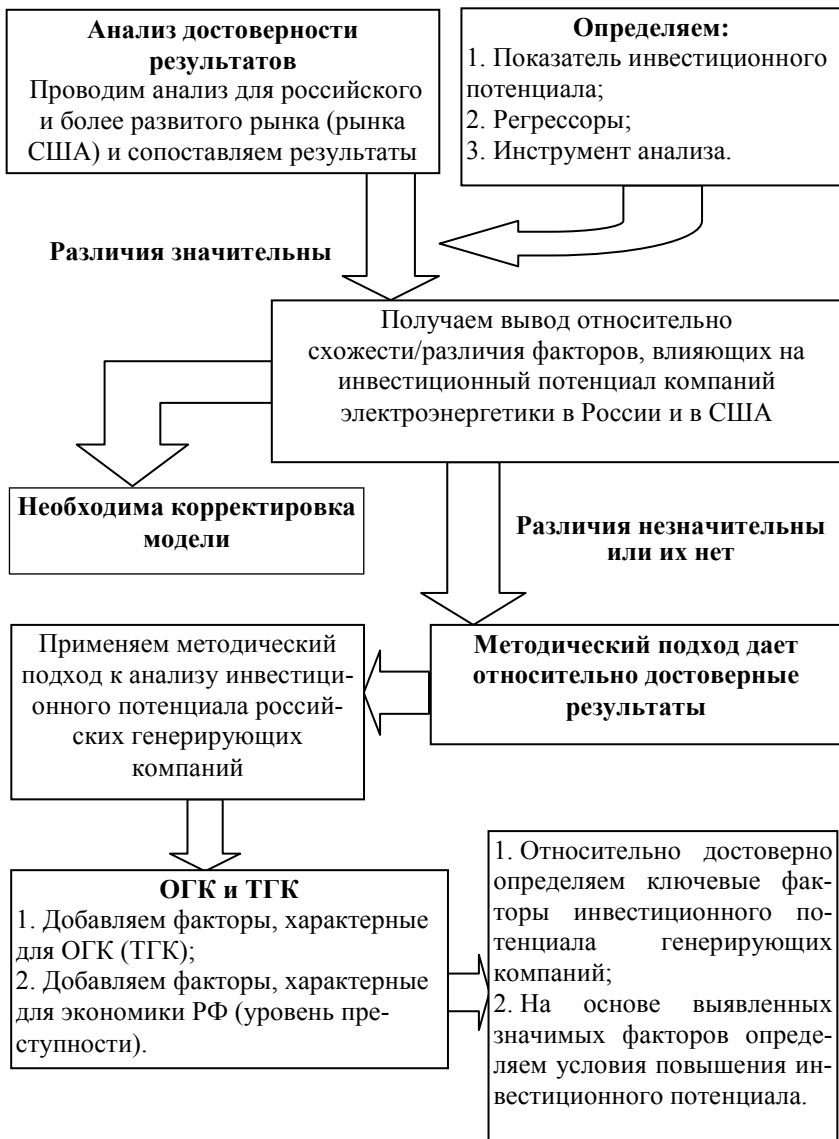 Анализ достоверности
результатов
Проводим анализ для российского
и более развитого рынка (рынка
США) и сопоставляем результаты
Определяем:
1. Показатель инвестиционного
потенциала;
2. Регрессоры;
3. Инструмент анализа.
Различия значительны
Получаем вывод относительно
схожести/различия факторов, влияющих на
инвестиционный потенциал компаний
электроэнергетики в России и в США
Необходима корректировка
модели
Различия незначительны
или их нет
Применяем методический
подход к анализу инвестици-
онного потенциала россий-
ских генерирующих
компаний
Методический подход дает
относительно достоверные
результаты
ОГК и ТГК
1. Добавляем факторы, характерные
для ОГК (ТГК);
2. Добавляем факторы, характерные
для экономики РФ (уровень пре-
ступности).
1. Относительно достоверно
определяем ключевые фак-
торы инвестиционного по-
тенциала генерирующих
компаний;
2. На основе выявленных
значимых факторов опреде-
ляем условия повышения ин-
вестиционного потенциала.